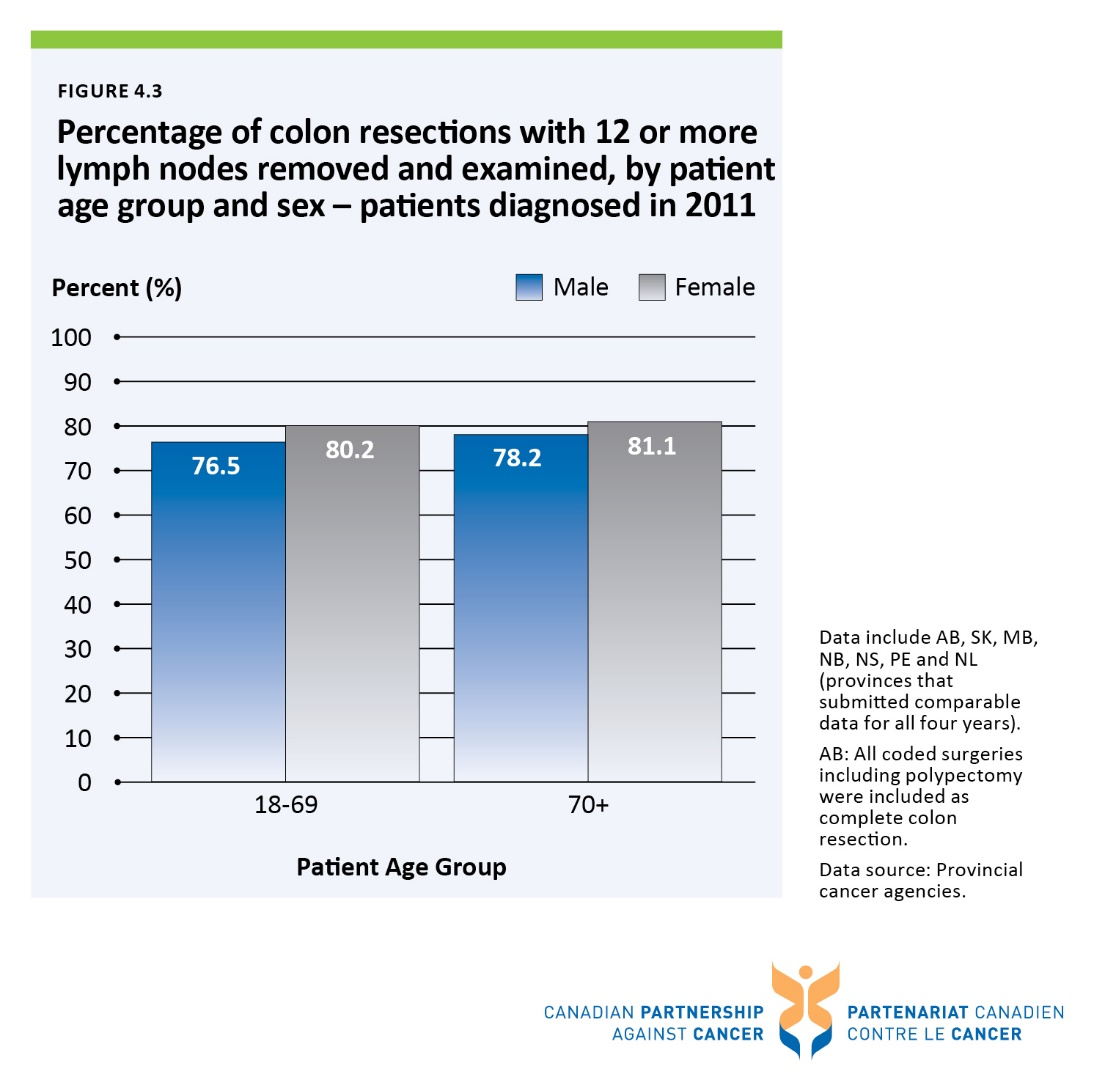 FIGURE 4.3
Percentage of colon resections with 12 or more
lymph nodes removed and examined, by patient
age group and sex – patients diagnosed in 2011
Percent (%)
Male
Female
100
90
80
70
60
50
40
30
20
10
0
76.5
80.2
78.2
81.1
18-69
70+
Patient Age Group
Data include AB, SK, MB,
NB, NS, PE and NL
(provinces that
submitted comparable
data for all four years).
AB: All coded surgeries
including polypectomy
were included as
complete colon
resection.
Data source: Provincial
cancer agencies.
CANADIAN PARTNERSHIP
AGAINST CANCER
PARTENARIAT CANADIEN
CONTRE LE CANCER